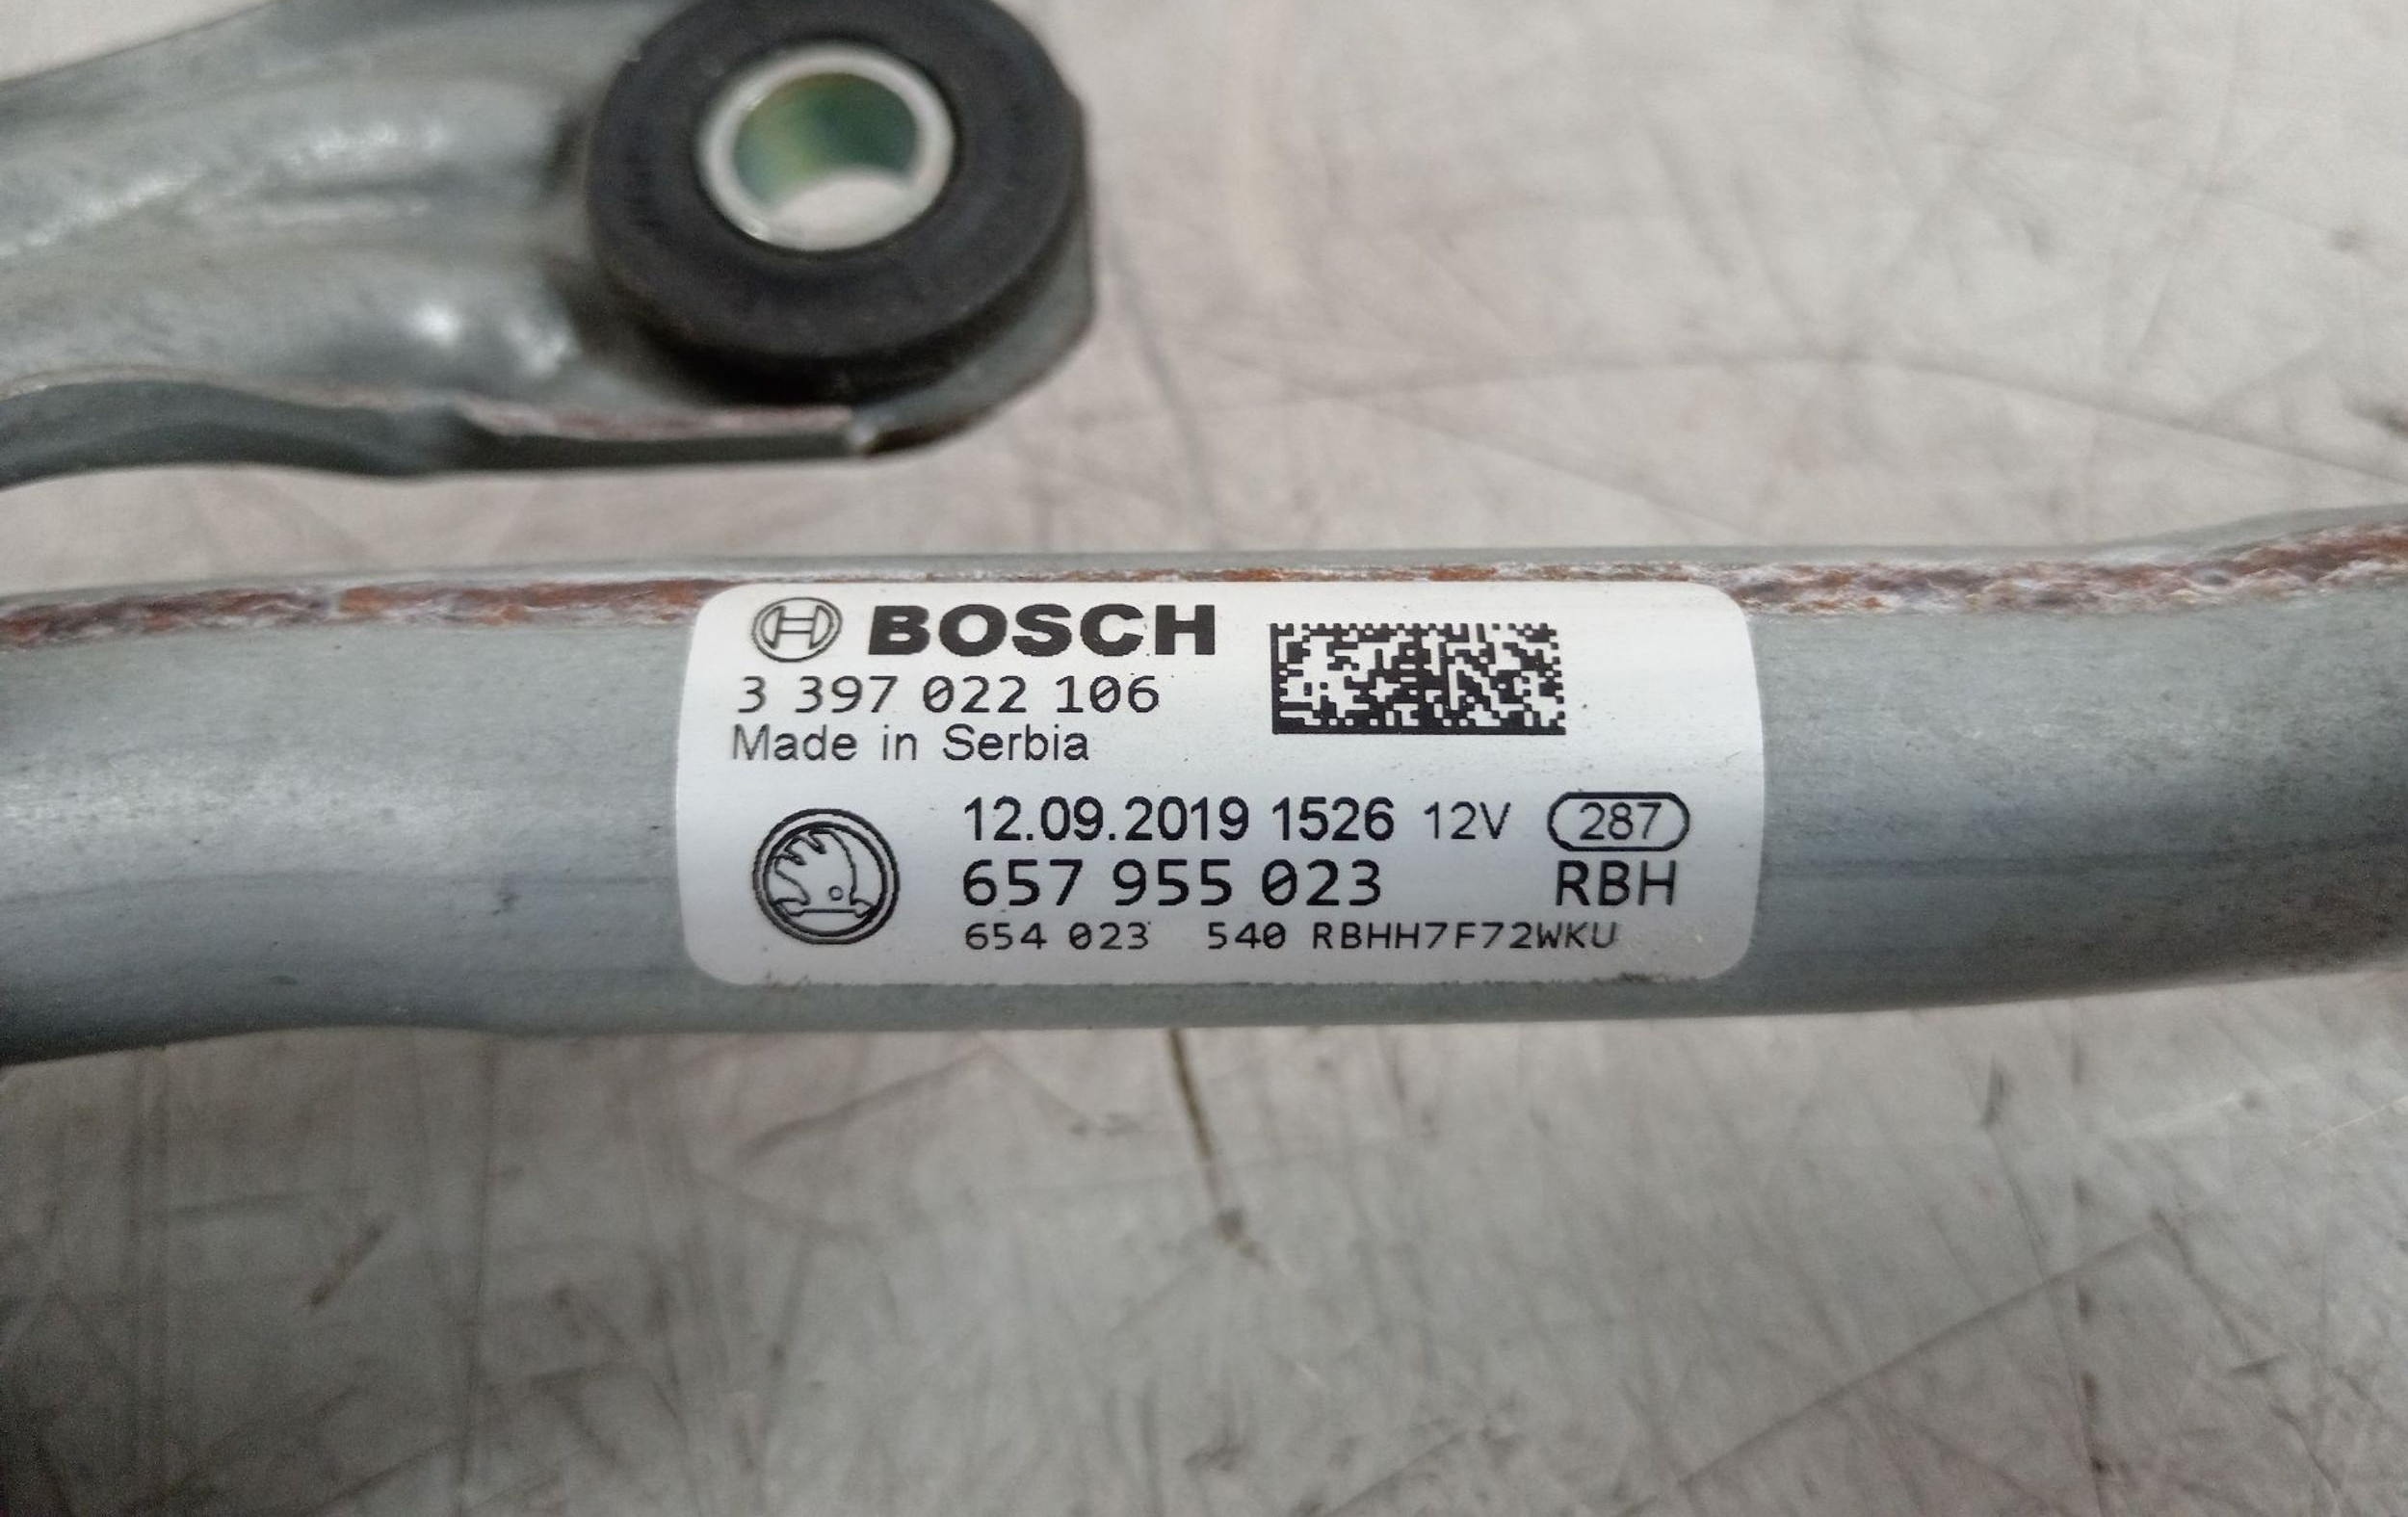 BOSCH
3 397 022 106
Made in Serbia
12.09.2019 1526 12V 287
657 955 023 RBH
654 023 540 RBHH7F72WKU